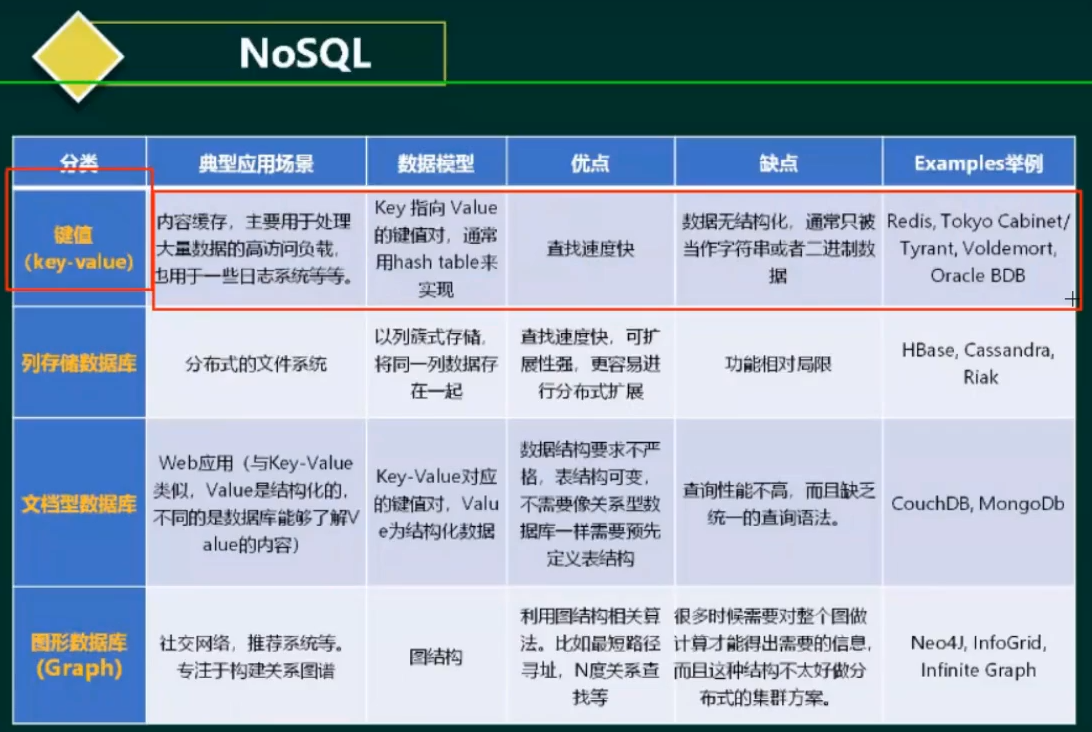 NoSQL
分类 典型应用场景 数据模型 优点 缺点 Examples举例
键值
(key-value)
内容缓存，主要用于处理
大量数据的高访问负载，
也用于一些日志系统等等。
Key 指向 Value
的键值对，通常
用hash table来
实现
查找速度快
数据无结构化，通常只被
当作字符串或者二进制数
据
Redis, Tokyo Cabinet/
Tyrant, Voldemort,
Oracle BDB
列存储数据库
分布式的文件系统
以列簇式存储，
将同一列数据存
在一起
查找速度快，可扩
展性强，更容易进
行分布式扩展
功能相对局限
HBase, Cassandra,
Riak
文档型数据库
Web应用（与Key-Value
类似，Value是结构化的，
不同的是数据库能够了解V
alue的内容）
Key-Value对应
的键值对，Valu
e为结构化数据
数据结构要求不严
格，表结构可变，
不需要像关系型数
据库一样需要预先
定义表结构
查询性能不高，而且缺乏
统一的查询语法。
CouchDB, MongoDb
图形数据库
(Graph)
社交网络，推荐系统等。
专注于构建关系图谱
图结构
利用图结构相关算
法。比如最短路径
寻址，N度关系查
找等
很多时候需要对整个图做
计算才能得出需要的信息，
而且这种结构不太好做分
布式的集群方案。
Neo4J, InfoGrid,
Infinite Graph